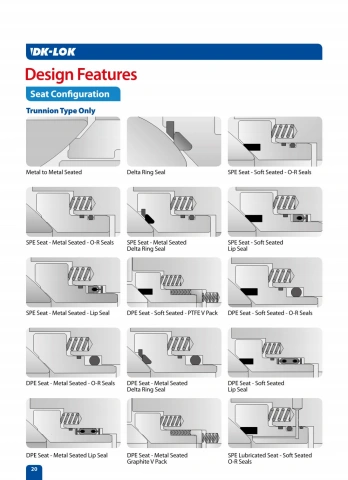 DK-LOK
Design Features
Seat Configuration
Trunnion Type Only
Metal to Metal Seated
Delta Ring Seal
SPE Seat - Soft Seated - O-R Seals
SPE Seat - Metal Seated - O-R Seals
SPE Seat - Metal Seated
Delta Ring Seal
SPE Seat - Soft Seated
Lip Seal
SPE Seat - Metal Seated - Lip Seal
DPE Seat - Soft Seated - PTFE V Pack
DPE Seat - Soft Seated - O-R Seals
DPE Seat - Metal Seated - O-R Seals
DPE Seat - Metal Seated
Delta Ring Seal
DPE Seat - Soft Seated
Lip Seal
DPE Seat - Metal Seated Lip Seal
DPE Seat - Metal Seated
Graphite V Pack
SPE Lubricated Seat - Soft Seated
O-R Seals
20